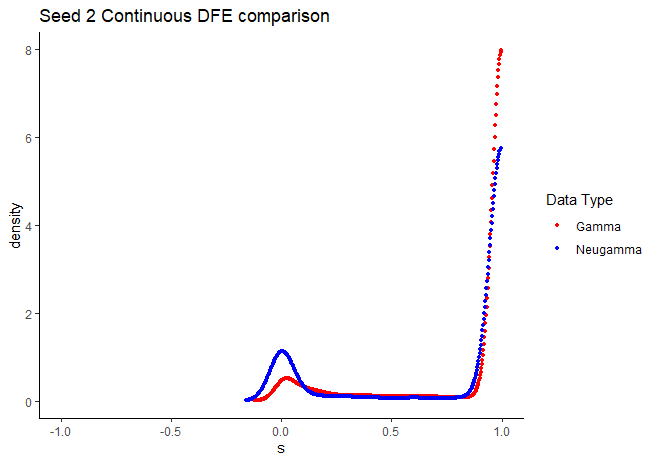 Seed 2 Continuous DFE comparison
8
6
4
2
0
density
-1.0 -0.5 0.0 0.5 1.0
s
Data Type
Gamma
Neugamma